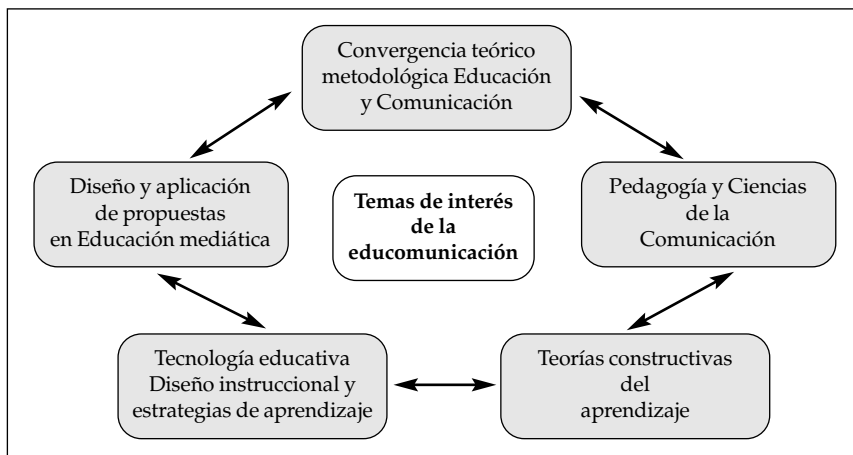 Convergencia teórico
metodológica Educación
y Comunicación
Diseño y aplicación
de propuestas
en Educación mediática
Temas de interés
de la
educomunicación
Pedagogía y Ciencias
de la
Comunicación
Tecnología educativa
Diseño instruccional y
estrategias de aprendizaje
Teorías constructivas
del
aprendizaje